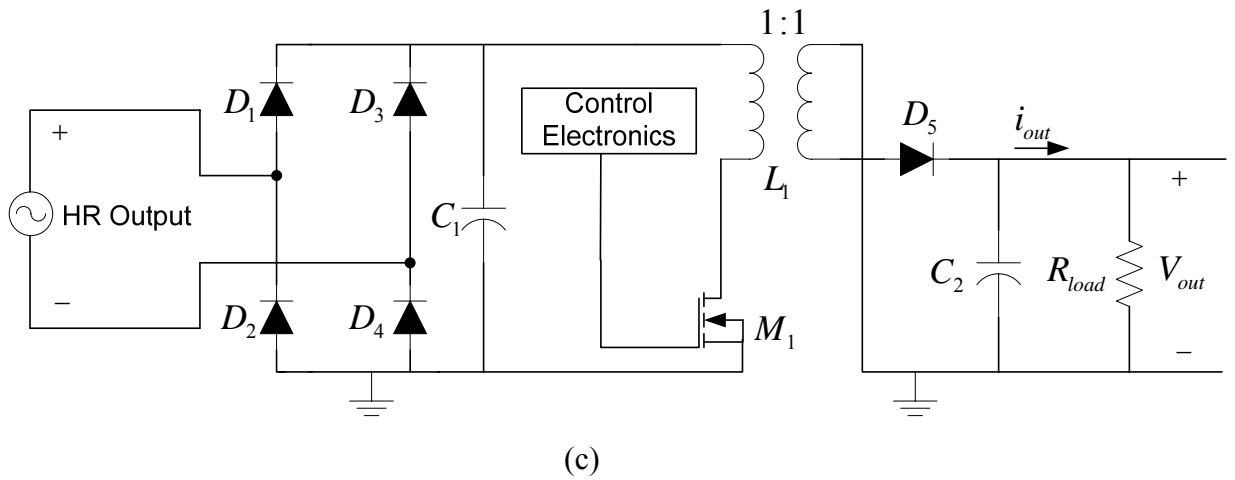 1:1
D1
D3
Control
Electronics
D5
iout
+
+
HR Output
C1
L1
C2
Rload
Vout
−
D2
D4
M1
−
(c)